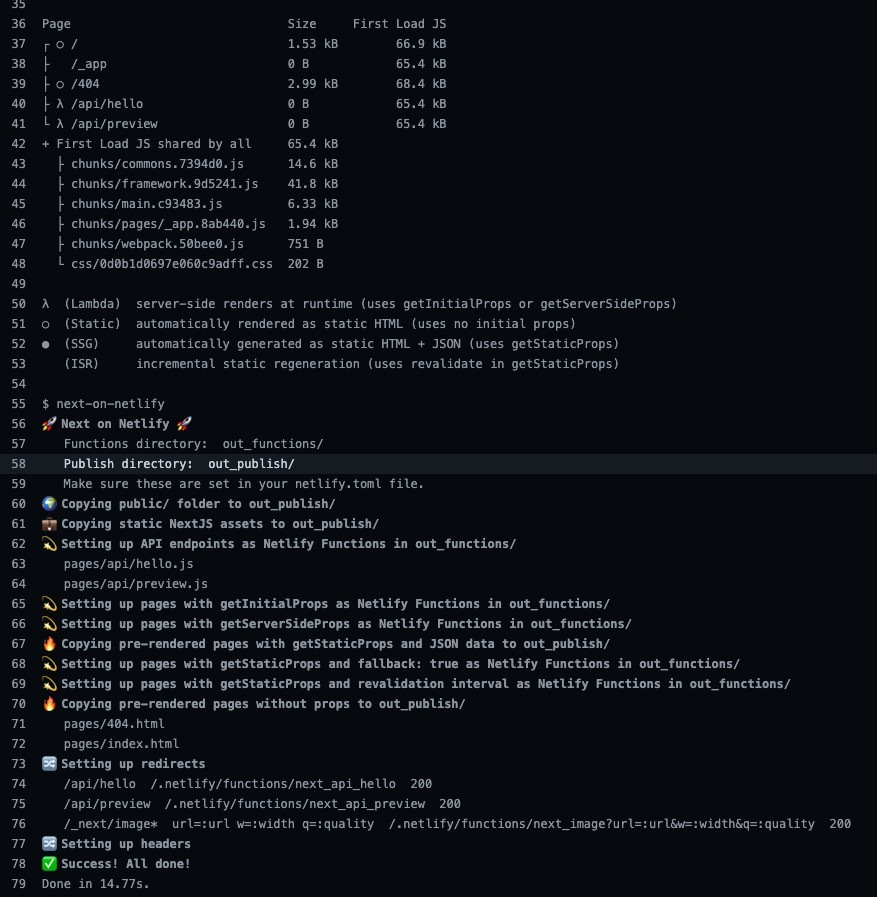 35
36 Page Size First Load JS
37 ┌ ○ / 1.53 kB 66.9 kB
38 ├ /_app 0 B 65.4 kB
39 ├ ○ /404 2.99 kB 68.4 kB
40 ├ λ /api/hello 0 B 65.4 kB
41 └ λ /api/preview 0 B 65.4 kB
42 + First Load JS shared by all 65.4 kB
43 ├ chunks/commons.7394d0.js 14.6 kB
44 ├ chunks/framework.9d5241.js 41.8 kB
45 ├ chunks/main.c93483.js 6.33 kB
46 ├ chunks/pages/_app.8ab440.js 1.94 kB
47 ├ chunks/webpack.50bee0.js 751 B
48 └ css/0d0b1d0697e060c9adff.css 202 B
49
50 λ (Lambda) server-side renders at runtime (uses getInitialProps or getServerSideProps)
51 ○ (Static) automatically rendered as static HTML (uses no initial props)
52 ● (SSG) automatically generated as static HTML + JSON (uses getStaticProps)
53 (ISR) incremental static regeneration (uses revalidate in getStaticProps)
54
55 $ next-on-netlify
56 🚀 Next on Netlify 🚀
57 Functions directory: out_functions/
58 Publish directory: out_publish/
59 Make sure these are set in your netlify.toml file.
60 🌍 Copying public/ folder to out_publish/
61 💼 Copying static NextJS assets to out_publish/
62 💫 Setting up API endpoints as Netlify Functions in out_functions/
63 pages/api/hello.js
64 pages/api/preview.js
65 💫 Setting up pages with getInitialProps as Netlify Functions in out_functions/
66 💫 Setting up pages with getServerSideProps as Netlify Functions in out_functions/
67 🔥 Copying pre-rendered pages with getStaticProps and JSON data to out_publish/
68 💫 Setting up pages with getStaticProps and fallback: true as Netlify Functions in out_functions/
69 💫 Setting up pages with getStaticProps and revalidation interval as Netlify Functions in out_functions/
70 🔥 Copying pre-rendered pages without props to out_publish/
71 pages/404.html
72 pages/index.html
73 🔀 Setting up redirects
74 /api/hello /.netlify/functions/next_api_hello 200
75 /api/preview /.netlify/functions/next_api_preview 200
76 /_next/image* url=:url w=:width q=:quality /.netlify/functions/next_image?url=:url&w=:width&q=:quality 200
77 🔀 Setting up headers
78 ✅ Success! All done!
79 Done in 14.77s.